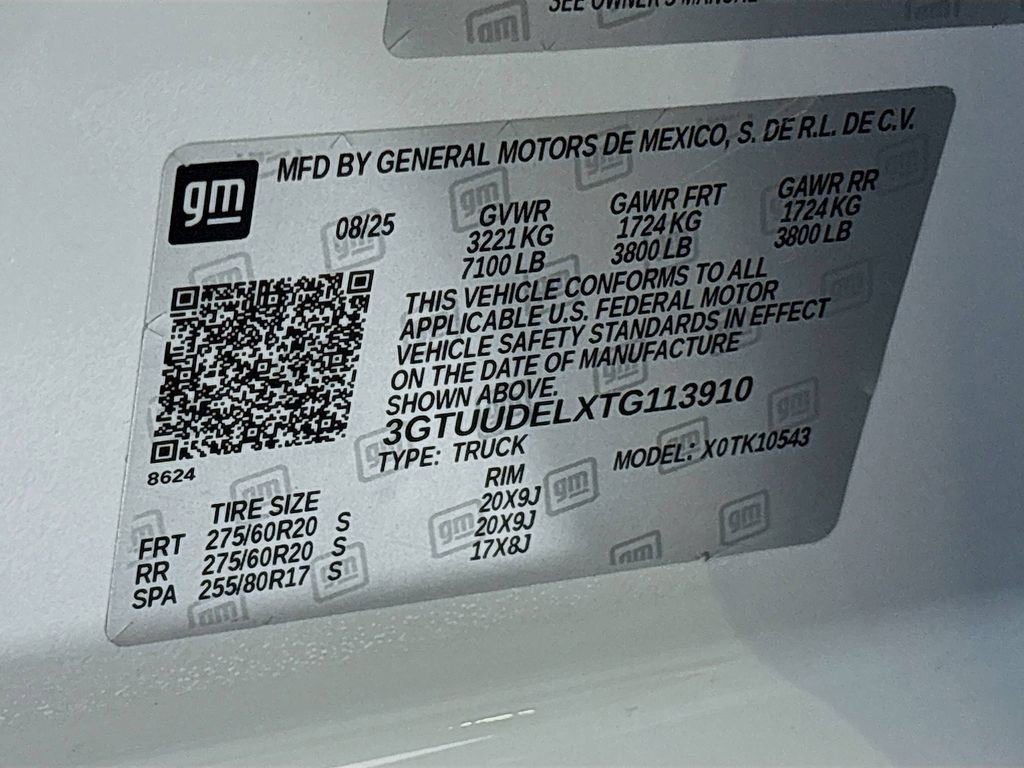 SEE OWNER'S MANUAL
gm
MFD BY GENERAL MOTORS DE MEXICO, S. DE R.L. DE C.V.
08/25 GVWR GAWR FRT GAWR RR
3221 KG 1724 KG 1724 KG
7100 LB 3800 LB 3800 LB
THIS VEHICLE CONFORMS TO ALL
APPLICABLE U.S. FEDERAL MOTOR
VEHICLE SAFETY STANDARDS IN EFFECT
ON THE DATE OF MANUFACTURE
SHOWN ABOVE.
3GTUUDELXTG113910
TYPE: TRUCK MODEL: X0TK10543
8624
TIRE SIZE RIM
FRT 275/60R20 S 20X9J
RR 275/60R20 S 20X9J
SPA 255/80R17 S 17X8J